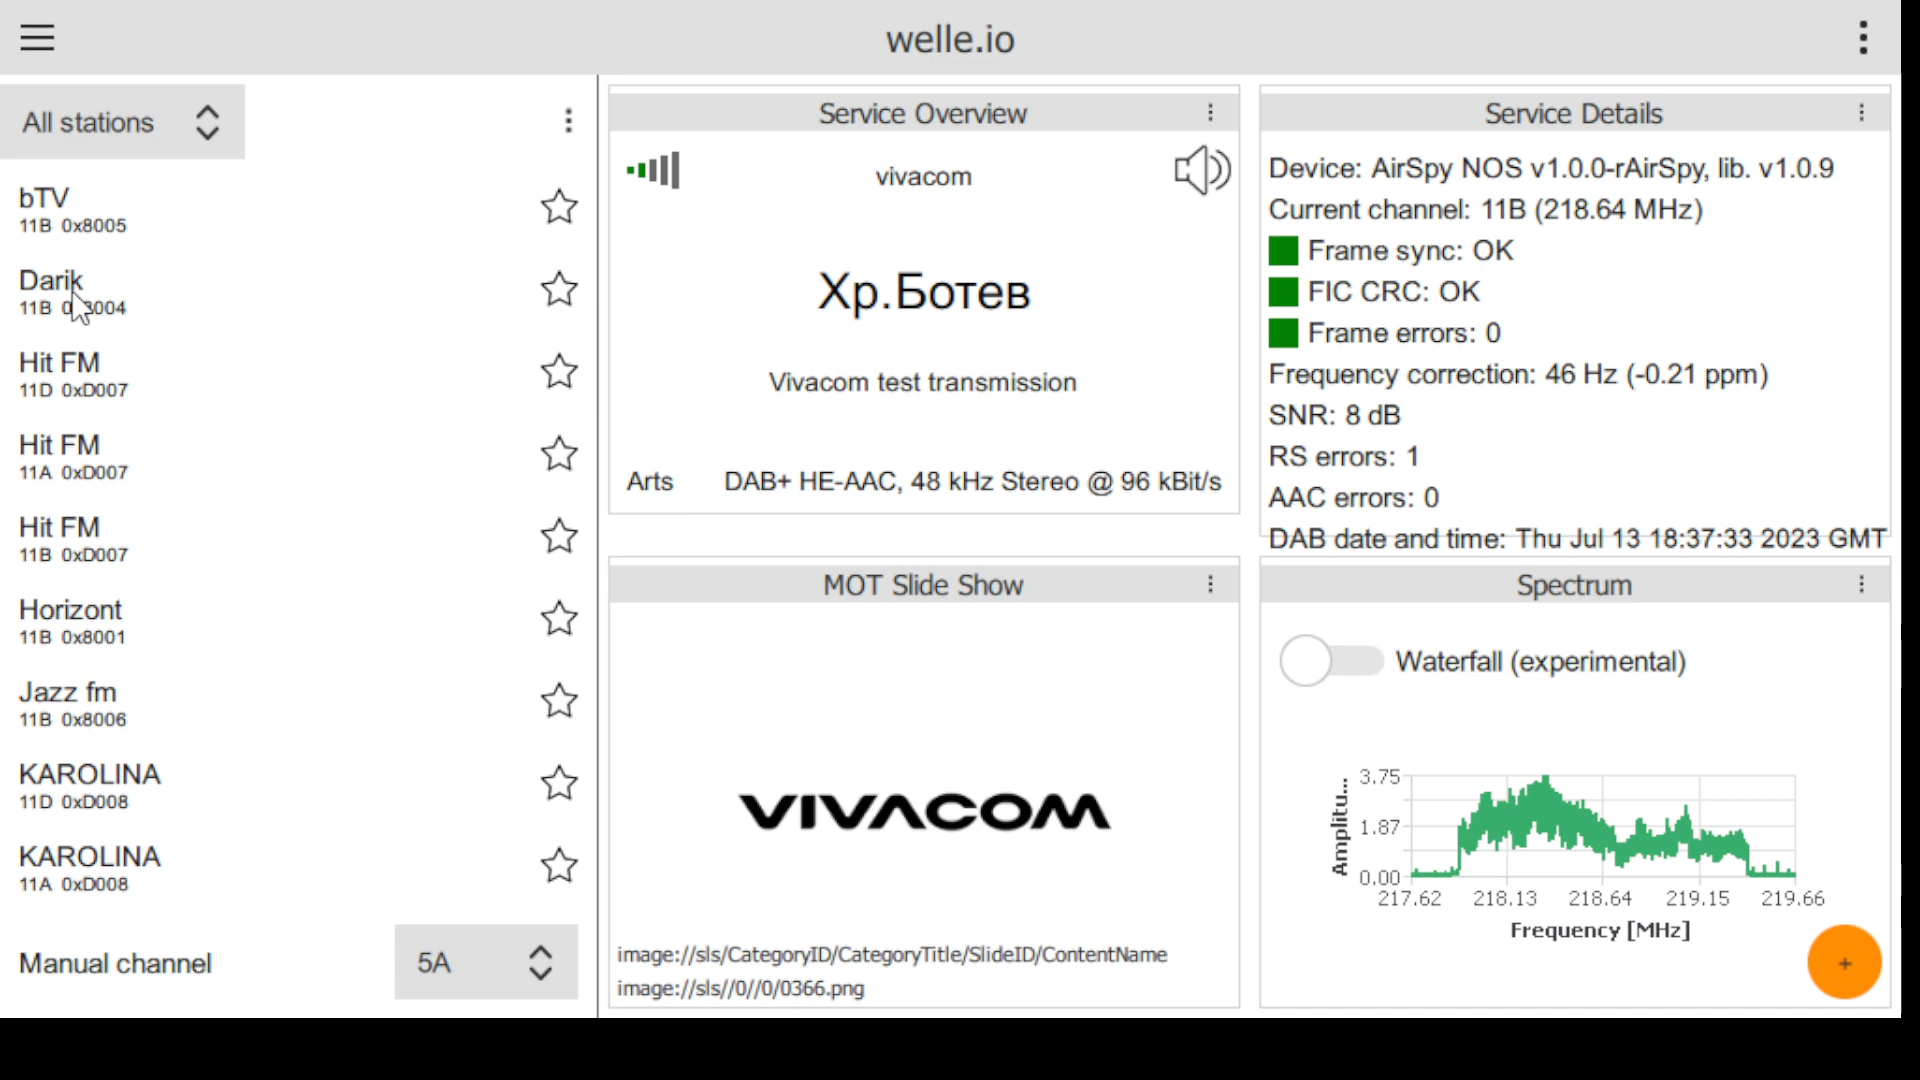 welle.io
All stations
bTV
11B 0x8005
Darik
11B 0x8004
Hit FM
11D 0xD007
Hit FM
11A 0xD007
Hit FM
11B 0xD007
Horizont
11B 0x8001
Jazz fm
11B 0x8006
KAROLINA
11D 0xD008
KAROLINA
11A 0xD008
Manual channel
5A
Service Overview
vivacom
Хр.Ботев
Vivacom test transmission
Arts
DAB+ HE-AAC, 48 kHz Stereo @ 96 kBit/s
Service Details
Device: AirSpy NOS v1.0.0-rAirSpy, lib. v1.0.9
Current channel: 11B (218.64 MHz)
Frame sync: OK
FIC CRC: OK
Frame errors: 0
Frequency correction: 46 Hz (-0.21 ppm)
SNR: 8 dB
RS errors: 1
AAC errors: 0
DAB date and time: Thu Jul 13 18:37:33 2023 GMT
MOT Slide Show
VIVACOM
image://sls/CategoryID/CategoryTitle/SlideID/ContentName
image://sls//0//0/0366.png
Spectrum
Waterfall (experimental)
Amplitu...
3.75
1.87
0.00
217.62 218.13 218.64 219.15 219.66
Frequency [MHz]
+